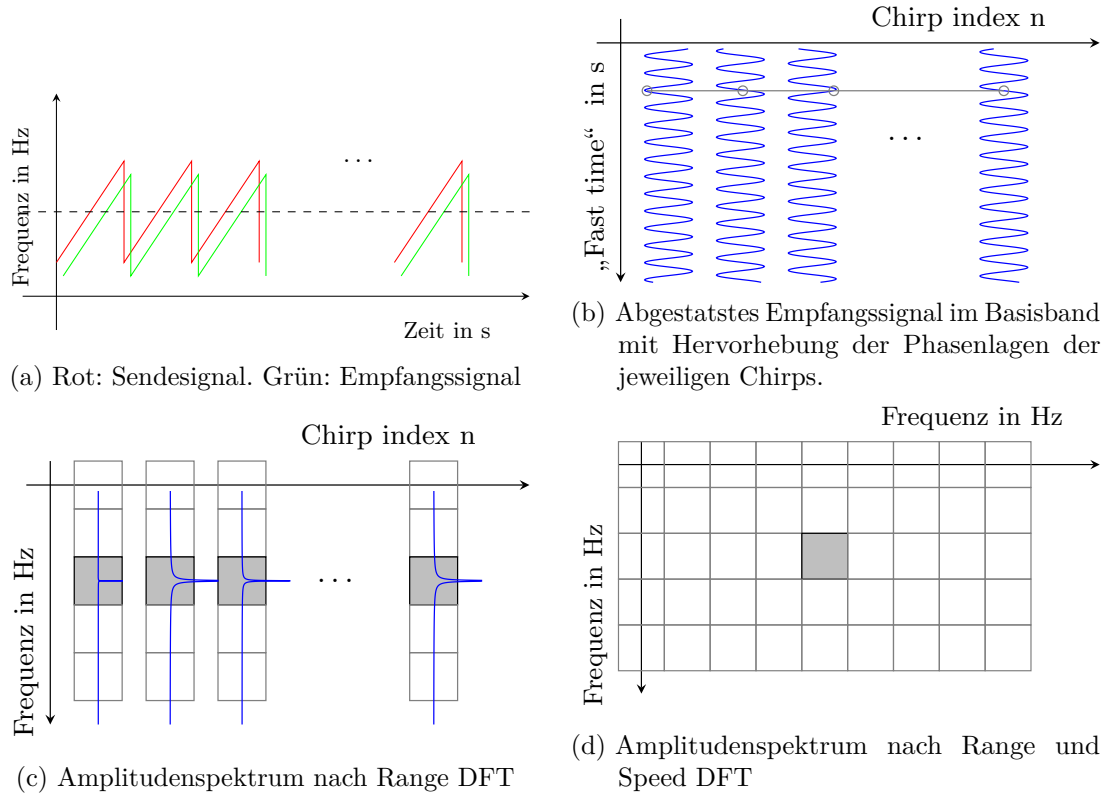 Frequenz in Hz
. . .
Zeit in s
(a) Rot: Sendesignal. Grün: Empfangssignal
Chirp index n
„Fast time“ in s
. . .
(b) Abgestatstes Empfangssignal im Basisband
mit Hervorhebung der Phasenlagen der
jeweiligen Chirps.
Chirp index n
Frequenz in Hz
. . .
(c) Amplitudenspektrum nach Range DFT
Frequenz in Hz
Frequenz in Hz
(d) Amplitudenspektrum nach Range und
Speed DFT